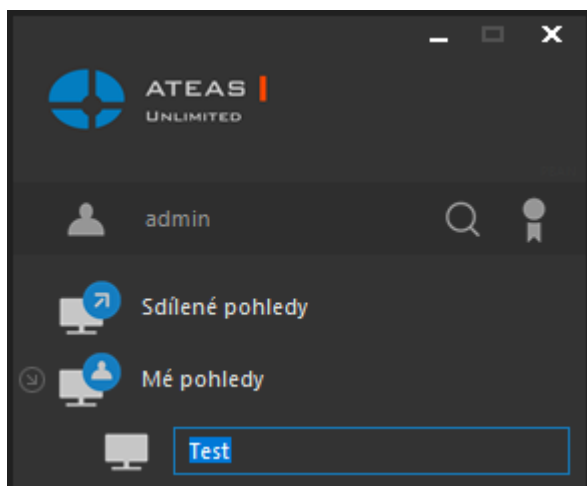 ATEAS
UNLIMITED
admin
Sdílené pohledy
Mé pohledy
Test